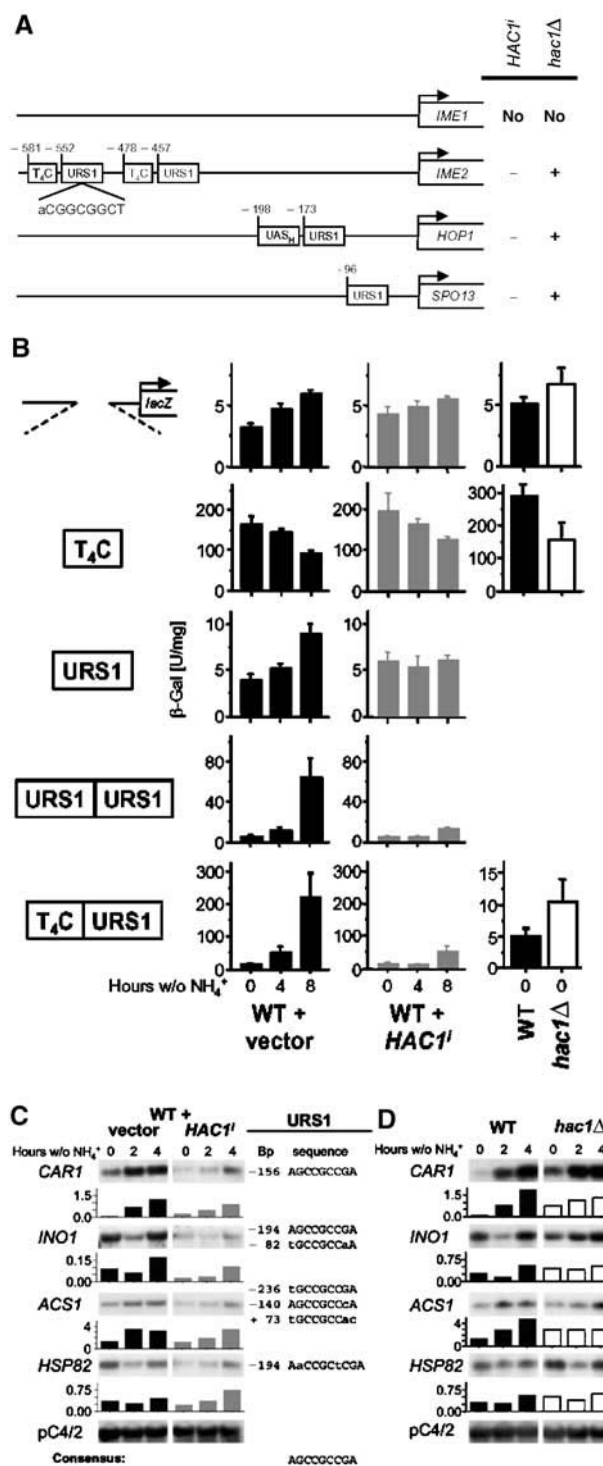 A
HAC1ⁱ
hac1Δ
IME1
No
No
− 581
− 552
− 478
− 457
T₄C
URS1
T₄C
URS1
IME2
−
+
aCGGCGGCT
− 198
− 173
UAS_H
URS1
HOP1
−
+
− 96
URS1
SPO13
−
+
B
lacZ
5
0
5
0
5
0
T₄C
200
100
0
200
100
0
300
200
100
0
URS1
β-Gal [U/mg]
10
5
0
10
5
0
URS1 URS1
80
40
0
80
40
0
T₄C URS1
300
200
100
0
300
200
100
0
15
10
5
0
Hours w/o NH₄⁺
0 4 8
0 4 8
0 0
WT + vector
WT + HAC1ⁱ
WT
hac1Δ
C
WT +
vector
HAC1ⁱ
URS1
Hours w/o NH₄⁺
0 2 4
0 2 4
Bp
sequence
CAR1
−156 AGCCGCCGA
1.5
0.0
INO1
−194 AGCCGCCGA
− 82 tGCCGCCaA
0.15
0.00
−236 tGCCGCCGA
ACS1
−140 AGCCGCCcA
+ 73 tGCCGCCac
4
0
HSP82
−194 AaCCGCtCGA
0.75
0.00
pC4/2
Consensus:
AGCCGCCGA
D
WT
hac1Δ
Hours w/o NH₄⁺
0 2 4
0 2 4
CAR1
1.5
0.0
INO1
0.75
0.00
ACS1
4
0
HSP82
0.75
0.00
pC4/2